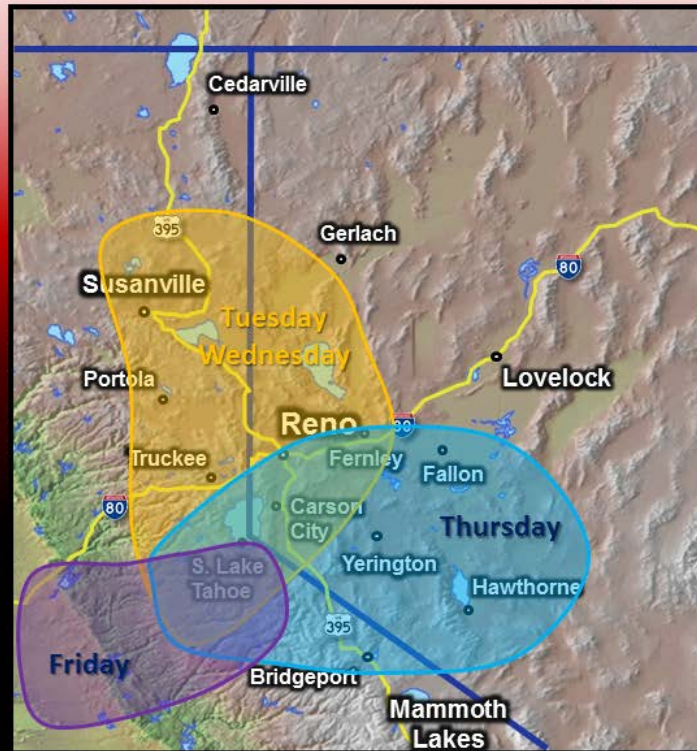 Cedarville
395
Gerlach
80
Susanville
Tuesday
Wednesday
Portola
Lovelock
Reno
80
Truckee
Fernley
Fallon
80
Carson
City
Thursday
Yerington
S. Lake
Tahoe
Hawthorne
395
Friday
Bridgeport
Mammoth
Lakes